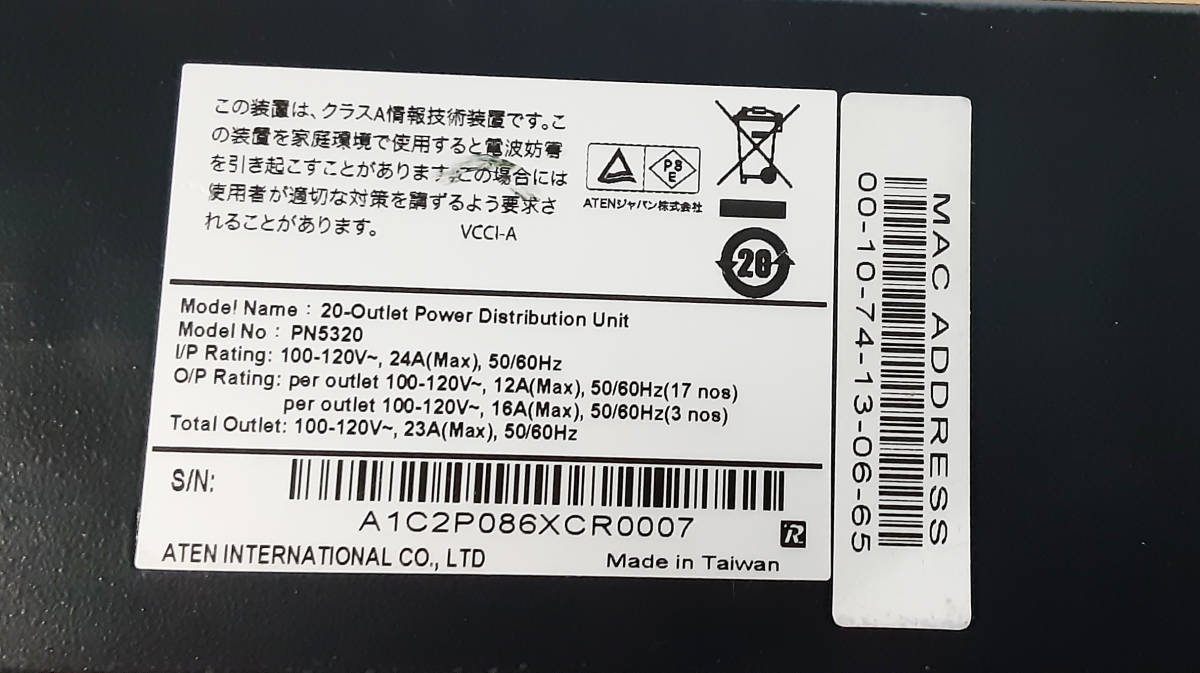 この装置は、クラスA情報技術装置です。こ
の装置を家庭環境で使用すると電波妨害
を引き起こすことがあります。この場合には
使用者が適切な対策を講ずるよう要求さ
れることがあります。 VCCI-A
PS
E
ATENジャパン株式会社
20
Model Name : 20-Outlet Power Distribution Unit
Model No : PN5320
I/P Rating: 100-120V~, 24A(Max), 50/60Hz
O/P Rating: per outlet 100-120V~, 12A(Max), 50/60Hz(17 nos)
per outlet 100-120V~, 16A(Max), 50/60Hz(3 nos)
Total Outlet: 100-120V~, 23A(Max), 50/60Hz
S/N:
A1C2P086XCR0007
R
ATEN INTERNATIONAL CO., LTD Made in Taiwan
MAC ADDRESS
00-10-74-13-06-65